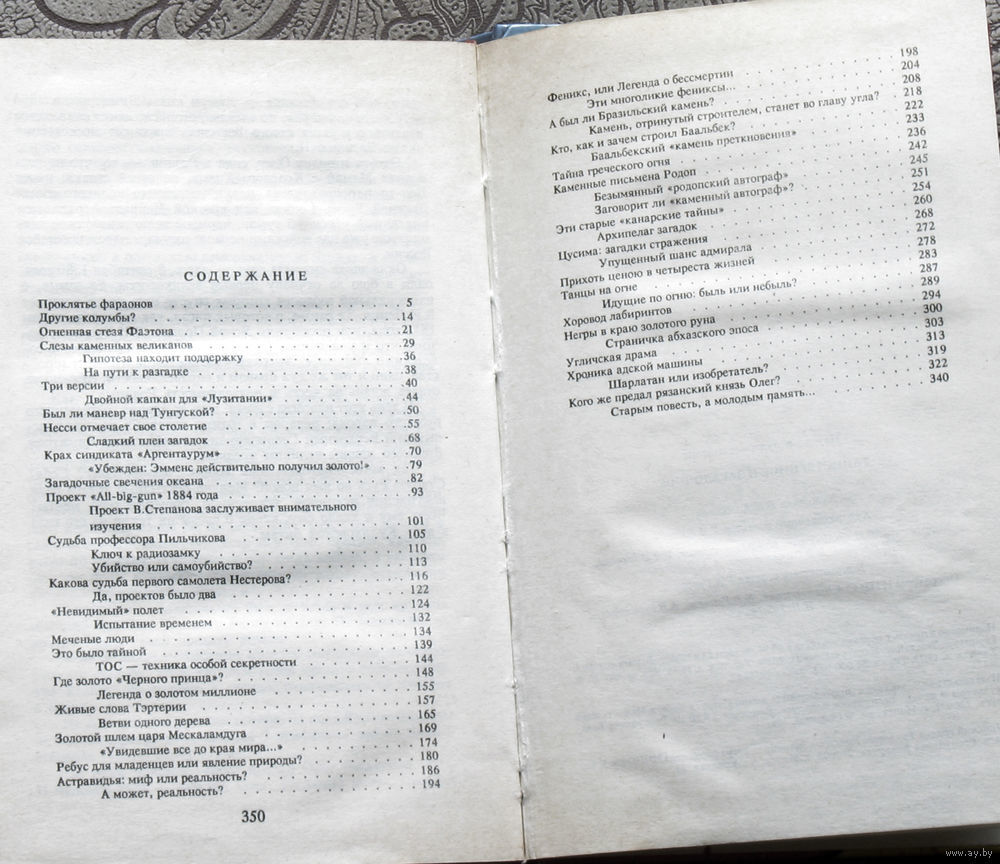 СОДЕРЖАНИЕ
Проклятье фараонов . . . 5
Другие колумбы? . . . 14
Огненная стезя Фаэтона . . . 21
Слезы каменных великанов . . . 29
Гипотеза находит поддержку . . . 36
На пути к разгадке . . . 38
Три версии . . . 40
Двойной капкан для «Лузитании» . . . 44
Был ли маневр над Тунгуской? . . . 50
Несси отмечает свое столетие . . . 55
Сладкий плен загадок . . . 68
Крах синдиката «Аргентаурум» . . . 70
«Убежден: Эмменс действительно получил золото!» . . . 79
Загадочные свечения океана . . . 82
Проект «All-big-gun» 1884 года . . . 93
Проект В.Степанова заслуживает внимательного
изучения . . . 101
Судьба профессора Пильчикова . . . 105
Ключ к радиозамку . . . 110
Убийство или самоубийство? . . . 113
Какова судьба первого самолета Нестерова? . . . 116
Да, проектов было два . . . 122
«Невидимый» полет . . . 124
Испытание временем . . . 132
Меченые люди . . . 134
Это было тайной . . . 139
ТОС — техника особой секретности . . . 144
Где золото «Черного принца»? . . . 148
Легенда о золотом миллионе . . . 155
Живые слова Тэртерии . . . 157
Ветви одного дерева . . . 165
Золотой шлем царя Мескаламдуга . . . 169
«Увидевшие все до края мира...» . . . 174
Ребус для младенцев или явление природы? . . . 180
Астравидья: миф или реальность? . . . 186
А может, реальность? . . . 194
350
Феникс, или Легенда о бессмертии . . . 198
Эти многоликие фениксы... . . . 204
А был ли Бразильский камень? . . . 208
Камень, отринутый строителем, станет во главу угла? . . . 218
Кто, как и зачем строил Баальбек? . . . 222
Баальбекский «камень преткновения» . . . 233
Тайна греческого огня . . . 236
Каменные письмена Родоп . . . 242
Безымянный «родопский автограф» . . . 245
Заговорит ли «каменный автограф»? . . . 251
Эти старые «канарские тайны» . . . 254
Архипелаг загадок . . . 260
Цусима: загадки стражения . . . 268
Упущенный шанс адмирала . . . 272
Прихоть ценою в четыреста жизней . . . 278
Танцы на огне . . . 283
Идущие по огню: быль или небыль? . . . 287
Хоровод лабиринтов . . . 289
Негры в краю золотого руна . . . 294
Страничка абхазского эпоса . . . 300
Угличская драма . . . 303
Хроника адской машины . . . 313
Шарлатан или изобретатель? . . . 319
Кого же предал рязанский князь Олег? . . . 322
Старым повесть, а молодым память... . . . 340
www.ay.by